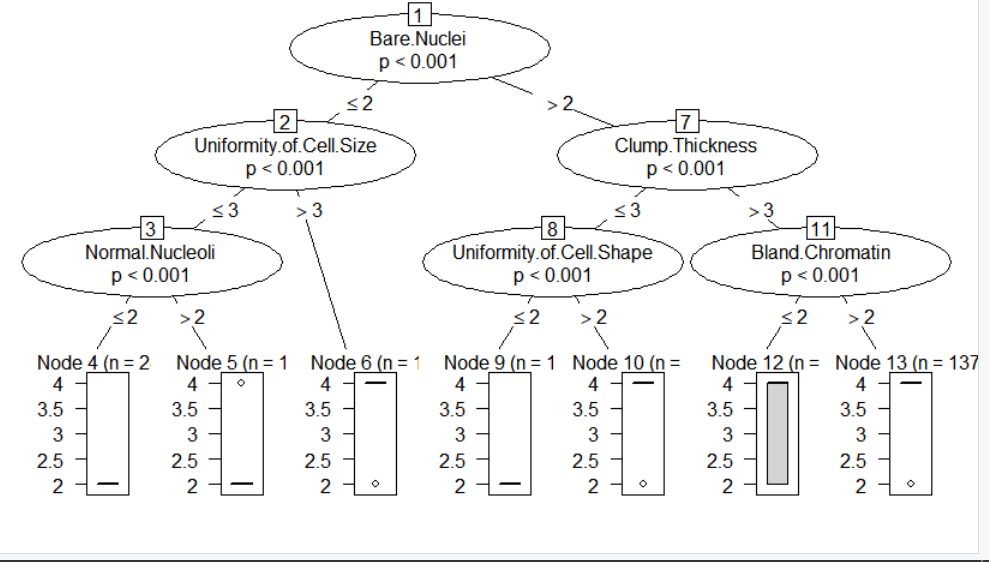 1
Bare.Nuclei
p < 0.001
≤ 2 > 2
2 7
Uniformity.of.Cell.Size Clump.Thickness
p < 0.001 p < 0.001
≤ 3 > 3 ≤ 3 > 3
3 8 11
Normal.Nucleoli Uniformity.of.Cell.Shape Bland.Chromatin
p < 0.001 p < 0.001 p < 0.001
≤ 2 > 2 ≤ 2 > 2 ≤ 2 > 2
Node 4 (n = 2 Node 5 (n = 1 Node 6 (n = 1 Node 9 (n = 1 Node 10 (n = Node 12 (n = Node 13 (n = 137
4 4 4 4 4 4 4
3.5 3.5 3.5 3.5 3.5 3.5 3.5
3 3 3 3 3 3 3
2.5 2.5 2.5 2.5 2.5 2.5 2.5
2 2 2 2 2 2 2